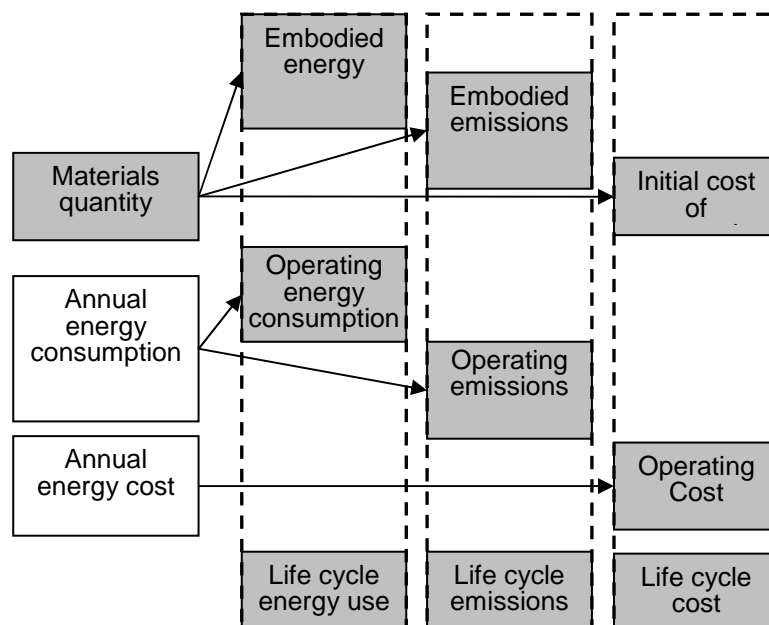 Embodied
energy
Embodied
emissions
Materials
quantity
Initial cost
of
Operating
energy
consumption
Annual
energy
consumption
Operating
emissions
Annual
energy cost
Operating
Cost
Life cycle
energy use
Life cycle
emissions
Life cycle
cost